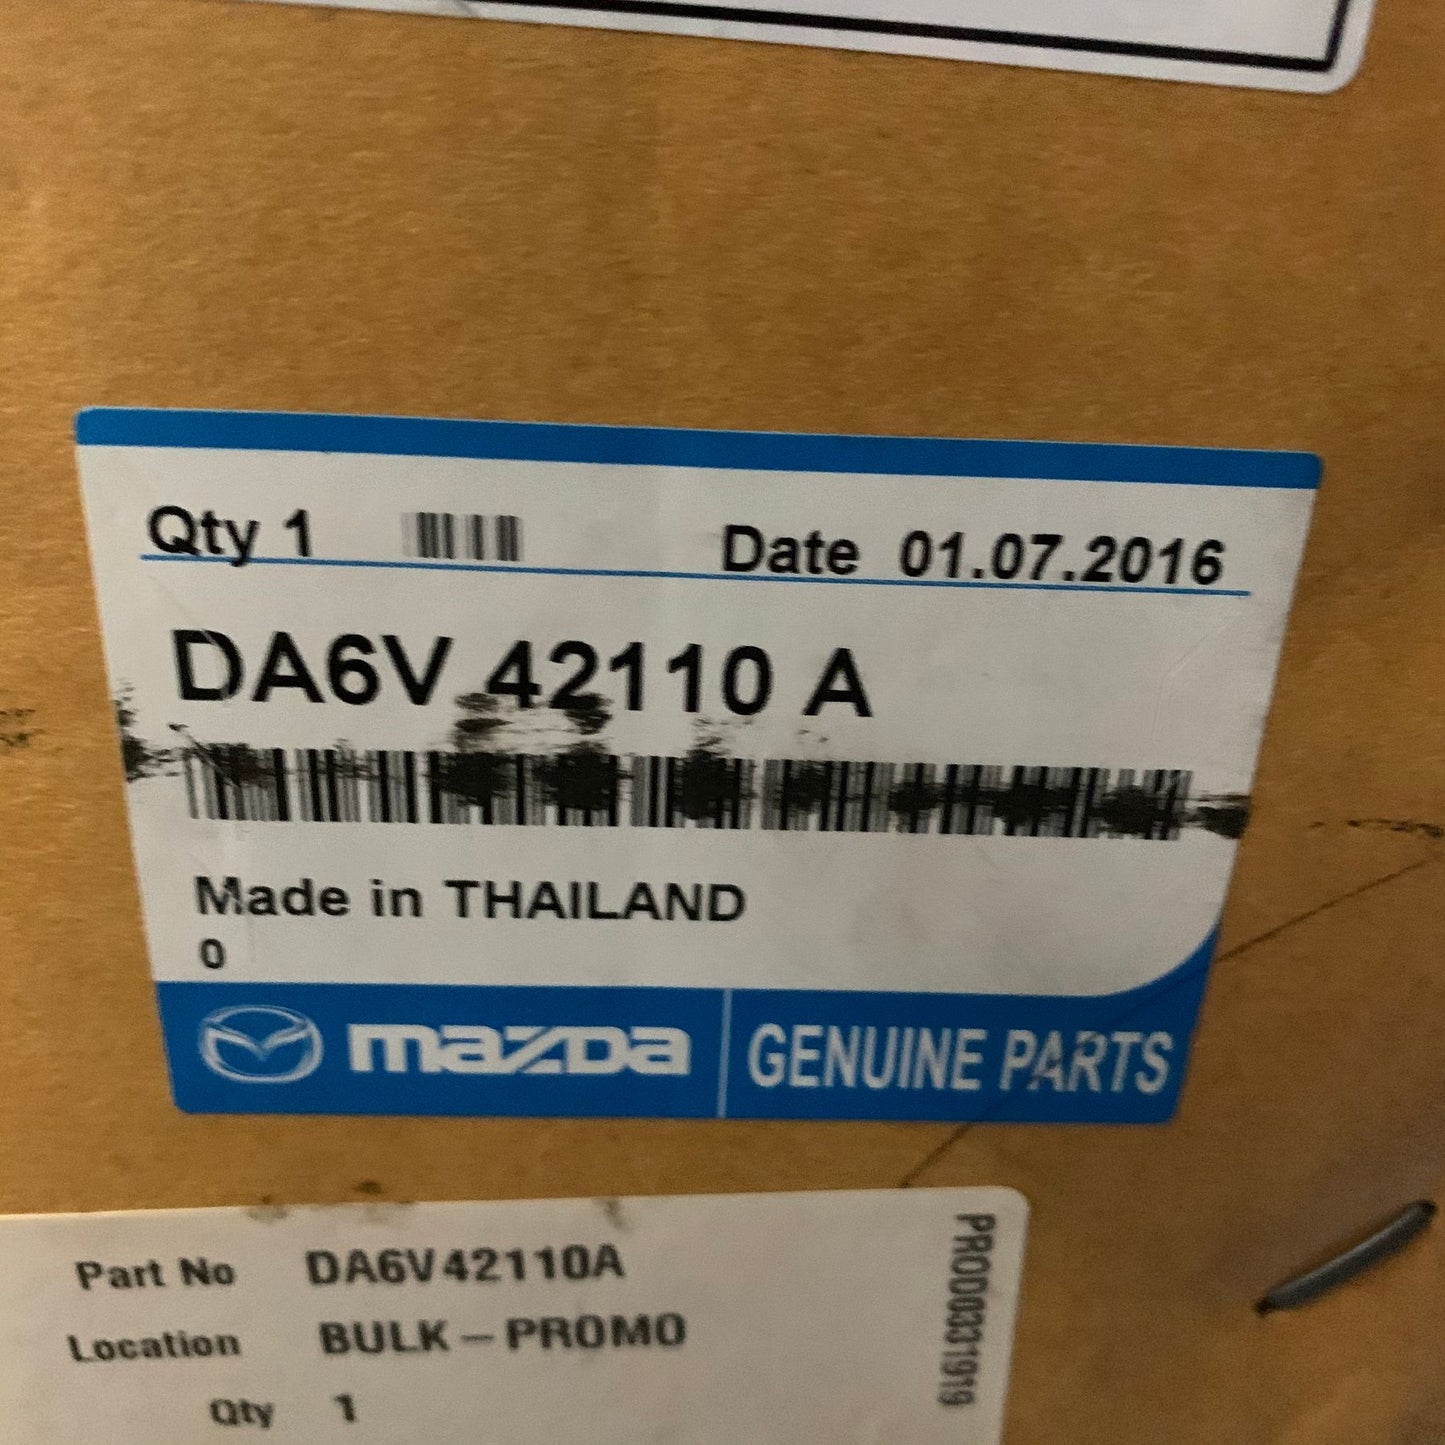 Qty 1 Date 01.07.2016
DA6V 42110 A
Made in THAILAND
0
mazda GENUINE PARTS
Part No DA6V42110A
Location BULK - PROMO
Qty 1
PROD0331919